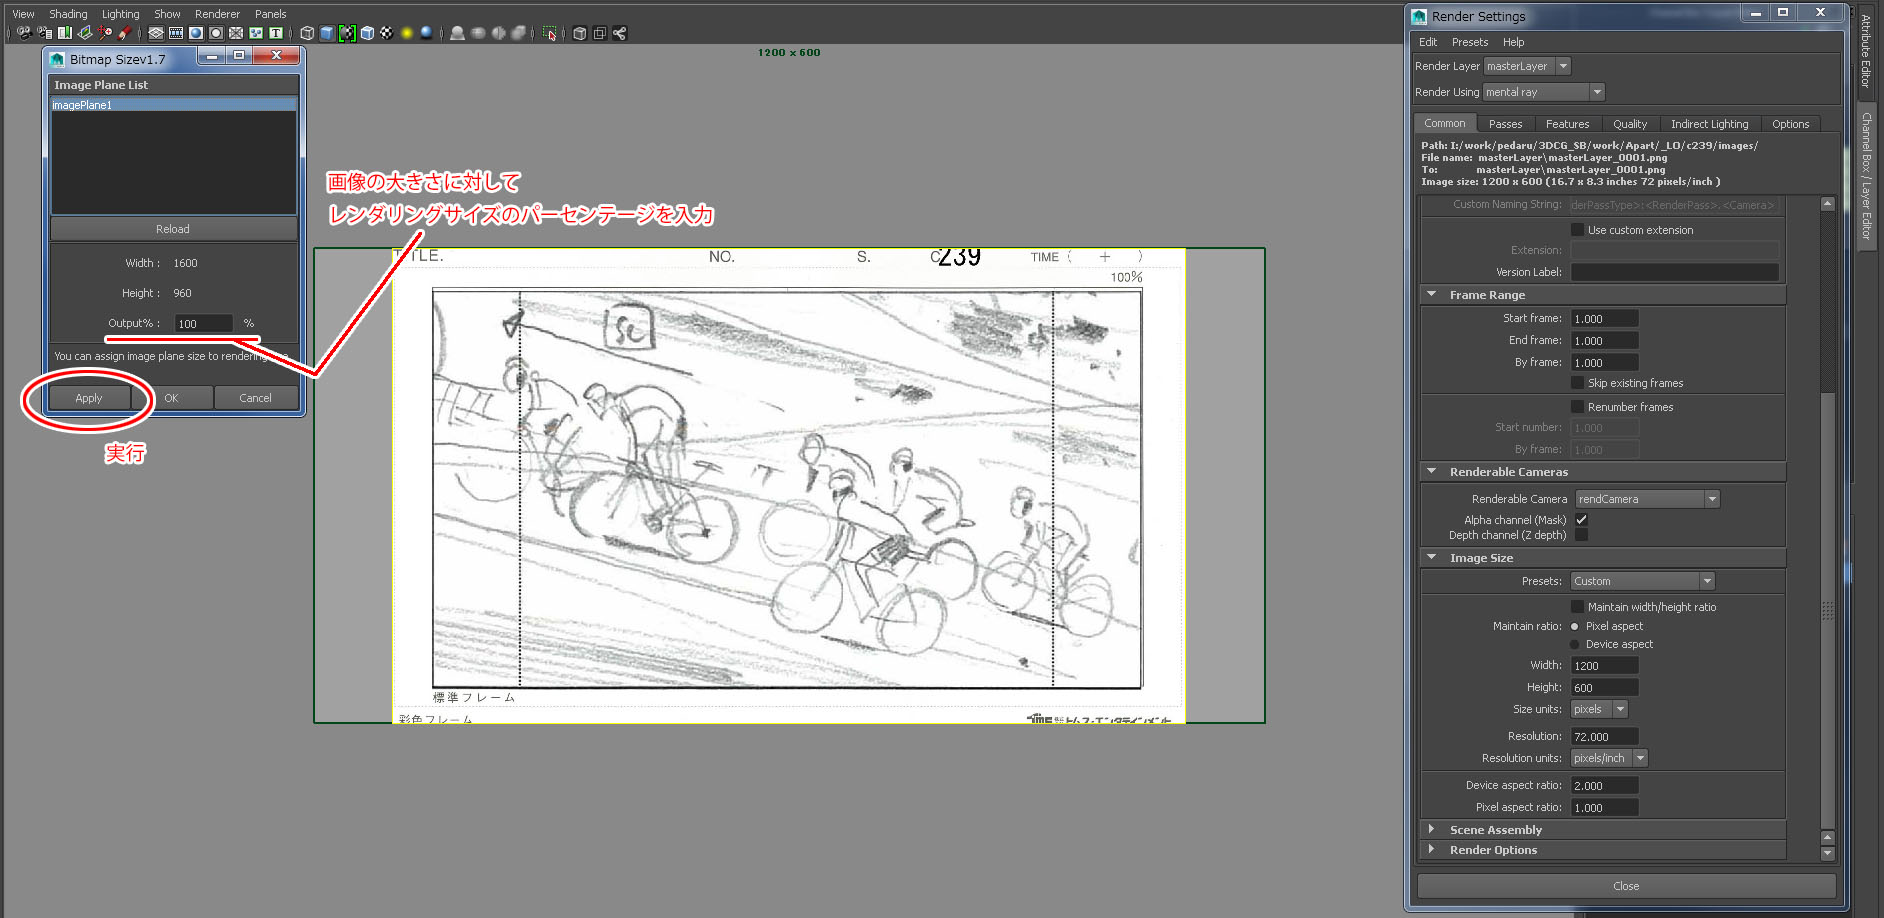 View Shading Lighting Show Renderer Panels
Bitmap Sizev1.7
Image Plane List
imagePlane1
Reload
Width : 1600
Height : 960
Output% : 100 %
You can assign image plane size to rendering
Apply OK Cancel
実行
画像の大きさに対して
レンダリングサイズのパーセンテージを入力
1200 x 600
TITLE. NO. S. C 239 TIME ( + )
100%
SC
標準フレーム
彩色フレーム
Render Settings
Edit Presets Help
Render Layer masterLayer
Render Using mental ray
Common Passes Features Quality Indirect Lighting Options
Path: I:/work/pedaru/3DCG_SB/work/Apart/_LO/c239/images/
File name: masterLayer\masterLayer_0001.png
To: masterLayer\masterLayer_0001.png
Image size: 1200 x 600 (16.7 x 8.3 inches 72 pixels/inch )
Custom Naming String: derPassType>:<RenderPass>.<Camera>
Use custom extension
Extension:
Version Label:
Frame Range
Start frame: 1.000
End frame: 1.000
By frame: 1.000
Skip existing frames
Renumber frames
Start number: 1.000
By frame: 1.000
Renderable Cameras
Renderable Camera rendCamera
Alpha channel (Mask)
Depth channel (Z depth)
Image Size
Presets: Custom
Maintain width/height ratio
Maintain ratio: Pixel aspect
Device aspect
Width: 1200
Height: 600
Size units: pixels
Resolution: 72.000
Resolution units: pixels/inch
Device aspect ratio: 2.000
Pixel aspect ratio: 1.000
Scene Assembly
Render Options
Close
Attribute Editor
Channel Box / Layer Editor